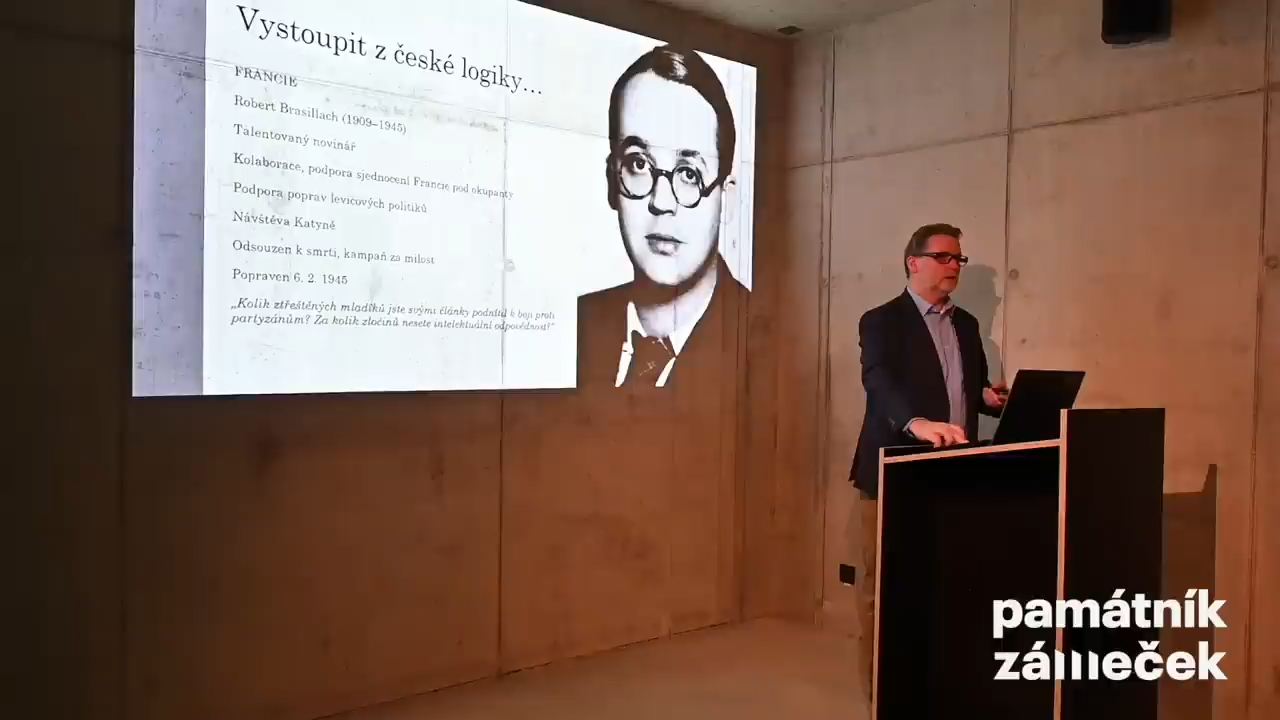 Vystoupit z české logiky...
FRANCIE
Robert Brasillach (1909–1945)
Talentovaný novinář
Kolaborace, podpora sjednocení Francie pod okupanty
Podpora poprav levicových politiků
Návštěva Katyně
Odsouzen k smrti, kampaň za milost
Popraven 6. 2. 1945
„Kolik ztřeštěných mladíků jste svými články podnítil k boji proti
partyzánům? Za kolik zločinů nesete intelektuální odpovědnost?“
památník
zámeček